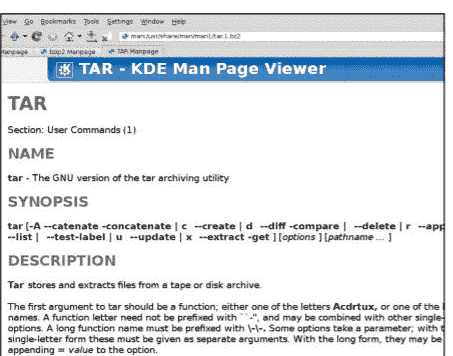 View Go Bookmarks Tools Settings Window Help
man:/usr/share/man/man1/tar.1.bz2
Manpage bzip2 Manpage TAR Manpage
TAR - KDE Man Page Viewer
TAR
Section: User Commands (1)
NAME
tar - The GNU version of the tar archiving utility
SYNOPSIS
tar [-A --catenate -concatenate | c --create | d --diff -compare | --delete | r --app
--list | --test-label | u --update | x --extract -get ] [options ] [pathname ... ]
DESCRIPTION
Tar stores and extracts files from a tape or disk archive.
The first argument to tar should be a function; either one of the letters Acdrtux, or one of the l
names. A function letter need not be prefixed with ``-'', and may be combined with other single-
options. A long function name must be prefixed with \-\-. Some options take a parameter; with t
single-letter form these must be given as separate arguments. With the long form, they may be
appending = value to the option.